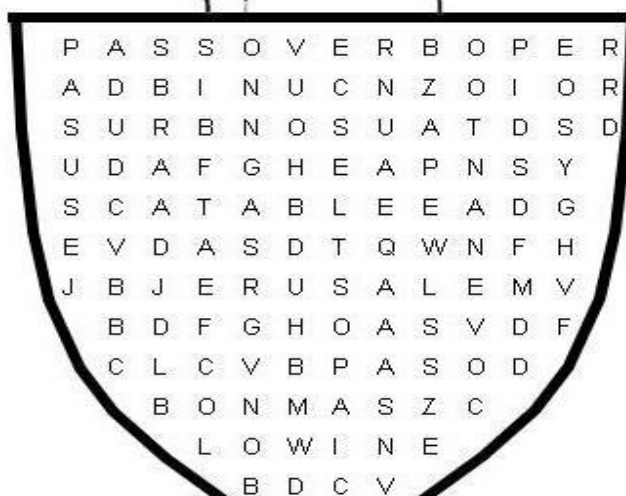 P A S S O V E R B O P E R
A D B I N U C N Z O I O R
S U R B N O S U A T D S D
U D A F G H E A P N S Y
S C A T A B L E E A D G
E V D A S D T Q W N F H
J B J E R U S A L E M V
B D F G H O A S V D F
C L C V B P A S O D
B O N M A S Z C
L O W I N E
B D C V